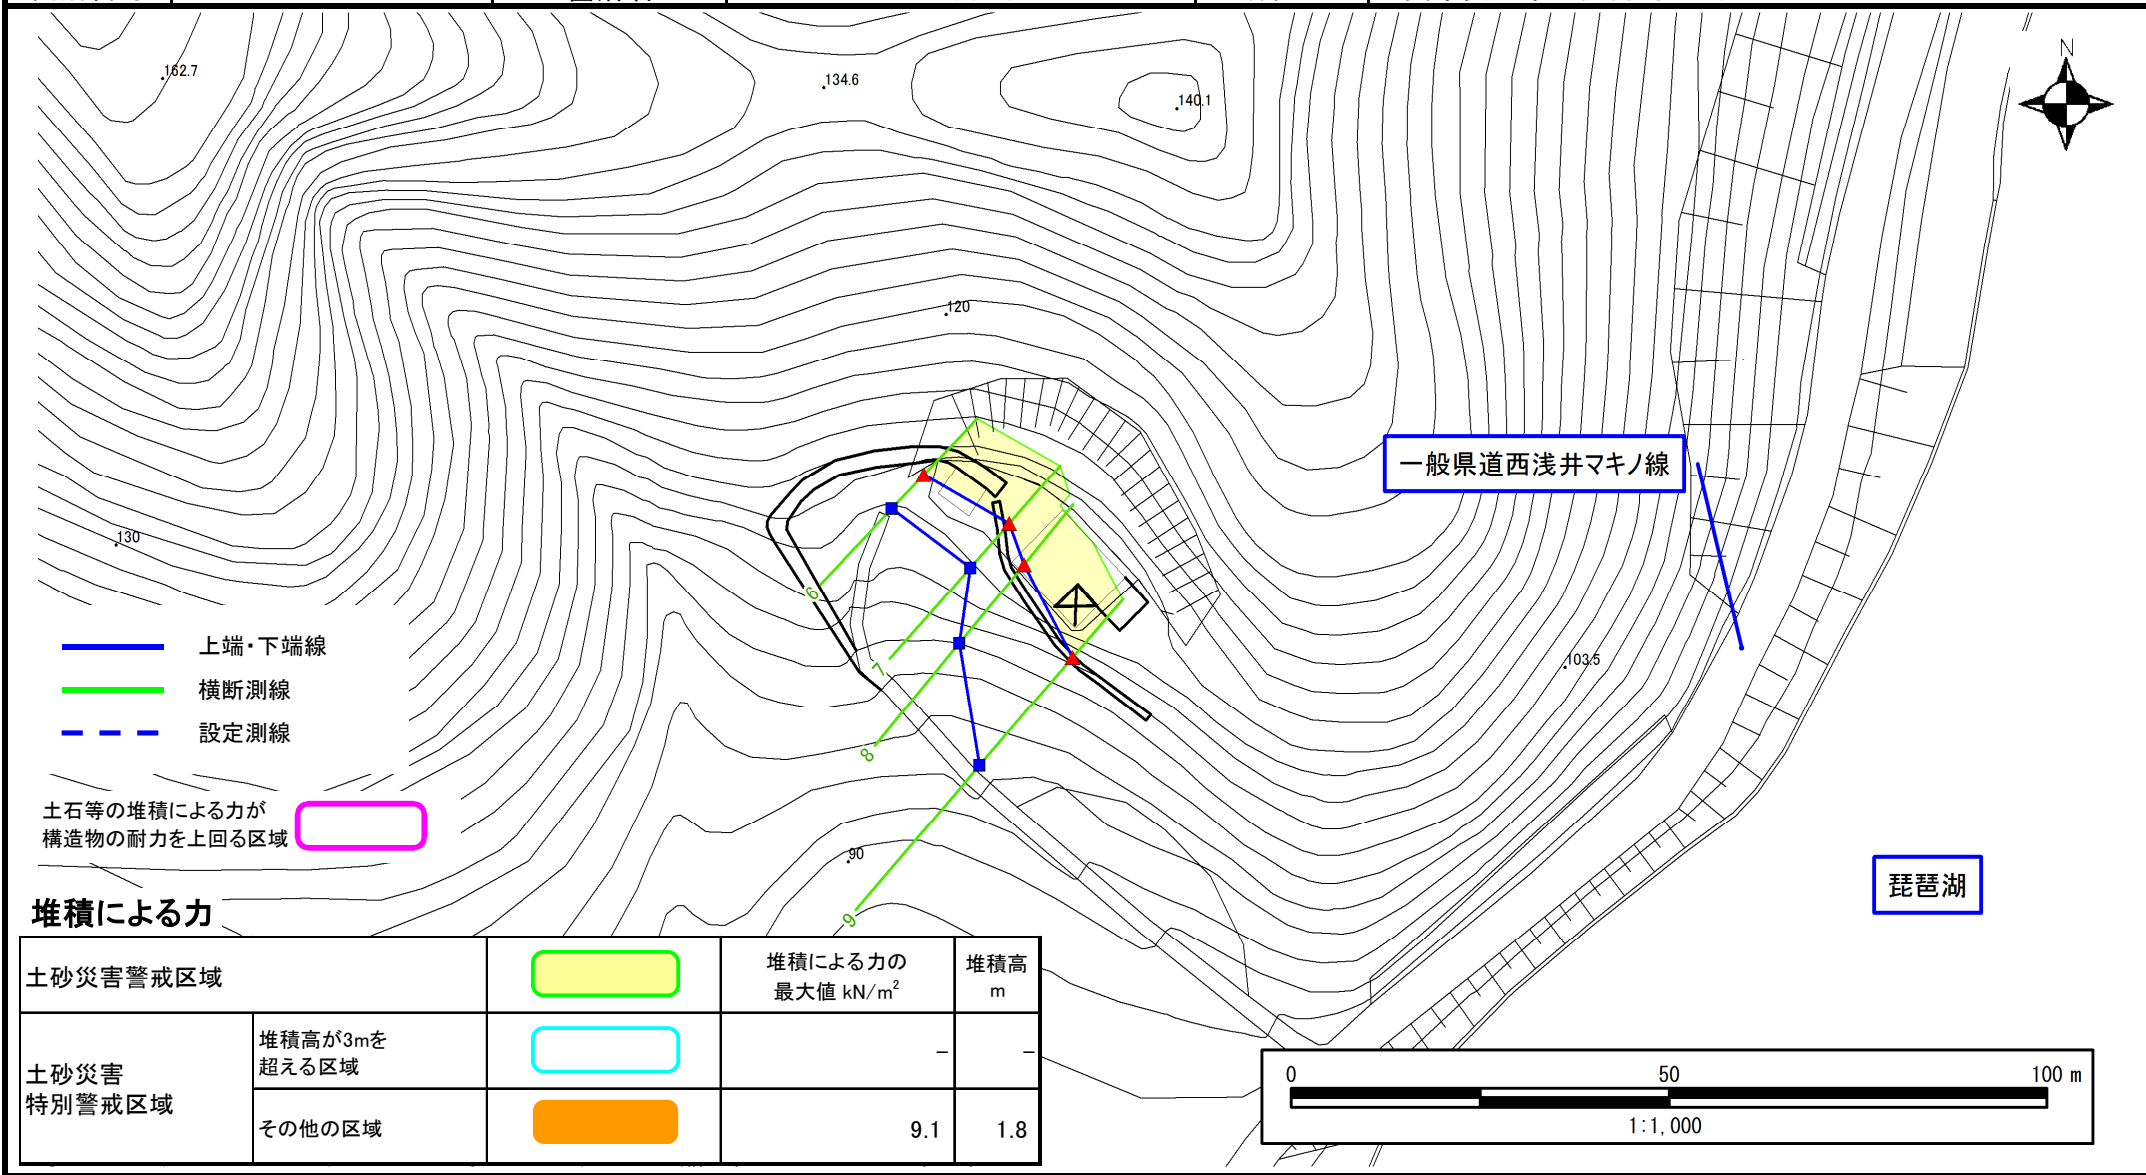 162.7
134.6
140.1
N
120
一般県道西浅井マキノ線
130
6
7
8
9
103.5
90
上端・下端線
横断測線
設定測線
土石等の堆積による力が
構造物の耐力を上回る区域
琵琶湖
堆積による力
土砂災害警戒区域
堆積による力の
最大値 kN/m²
堆積高
m
土砂災害
特別警戒区域
堆積高が3mを
超える区域
－ －
その他の区域
9.1 1.8
0 50 100 m
1:1,000